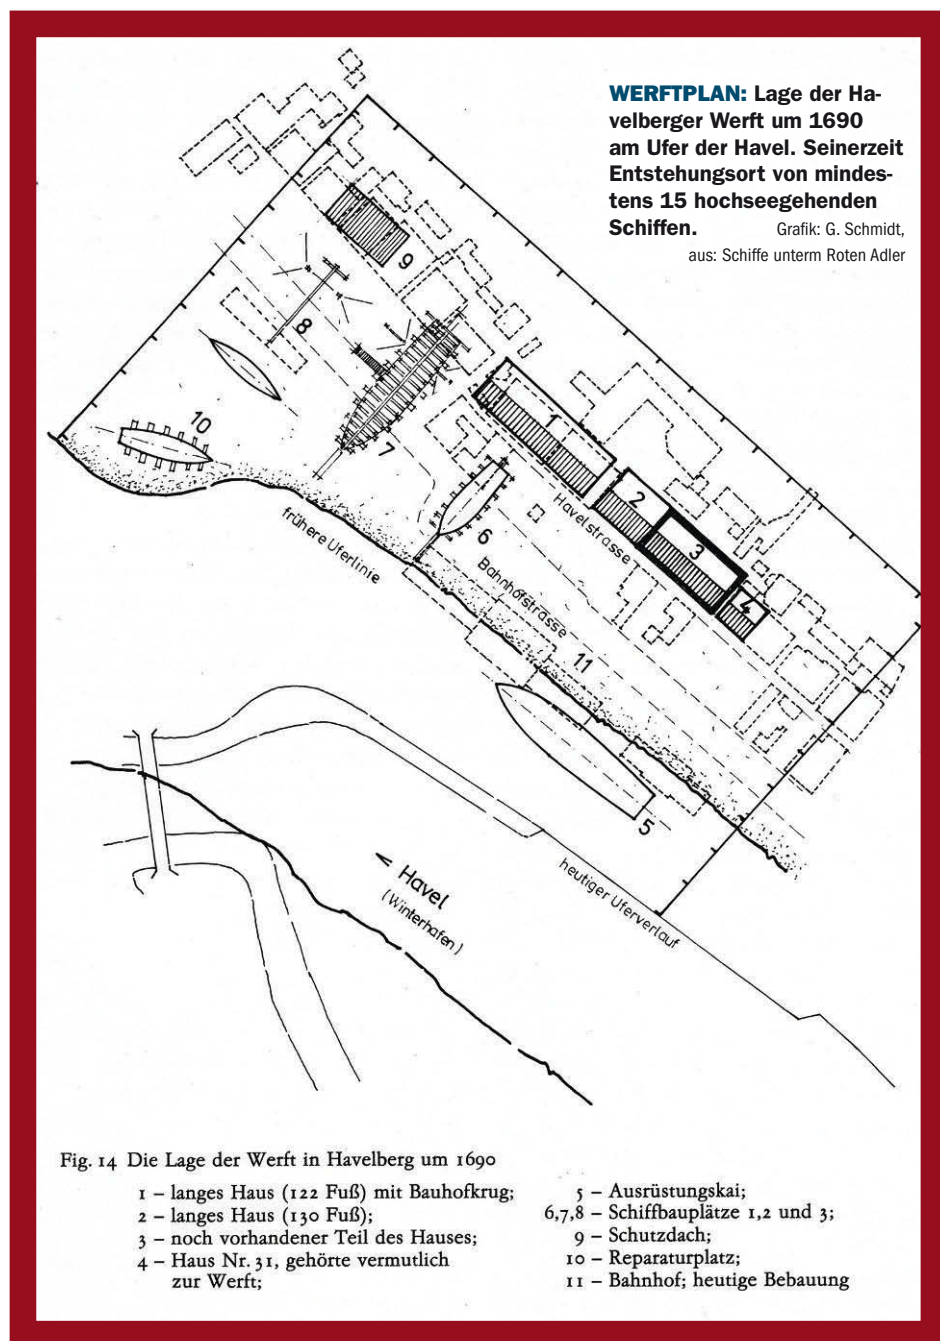 WERFTPLAN: Lage der Ha-
velberger Werft um 1690
am Ufer der Havel. Seinerzeit
Entstehungsort von mindes-
tens 15 hochseegehenden
Schiffen. Grafik: G. Schmidt,
aus: Schiffe unterm Roten Adler
9
8
10
7
1
2
3
4
6
Havelstrasse
frühere Uferlinie
Bahnhofstrasse
11
5
Havel
(Winterhafen)
heutiger Uferverlauf
Fig. 14 Die Lage der Werft in Havelberg um 1690
1 – langes Haus (122 Fuß) mit Bauhofkrug;
2 – langes Haus (130 Fuß);
3 – noch vorhandener Teil des Hauses;
4 – Haus Nr. 31, gehörte vermutlich
zur Werft;
5 – Ausrüstungskai;
6,7,8 – Schiffbauplätze 1,2 und 3;
9 – Schutzdach;
10 – Reparaturplatz;
11 – Bahnhof; heutige Bebauung